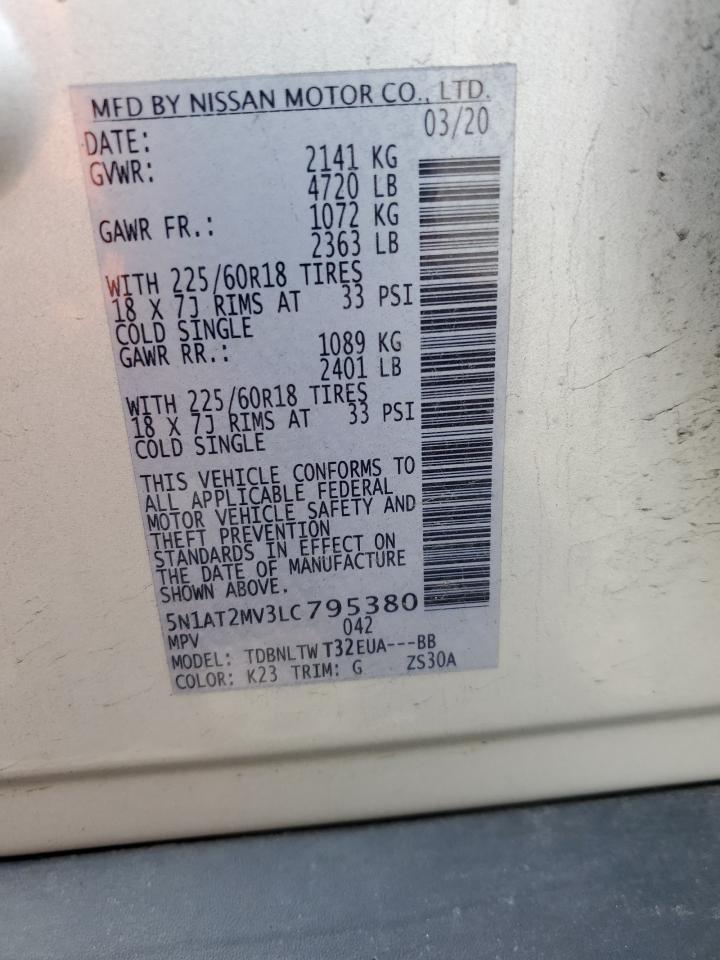 MFD BY NISSAN MOTOR CO., LTD.
DATE: 03/20
GVWR: 2141 KG
4720 LB
GAWR FR.: 1072 KG
2363 LB
WITH 225/60R18 TIRES
18 X 7J RIMS AT 33 PSI
COLD SINGLE
GAWR RR.: 1089 KG
2401 LB
WITH 225/60R18 TIRES
18 X 7J RIMS AT 33 PSI
COLD SINGLE
THIS VEHICLE CONFORMS TO
ALL APPLICABLE FEDERAL
MOTOR VEHICLE SAFETY AND
THEFT PREVENTION
STANDARDS IN EFFECT ON
THE DATE OF MANUFACTURE
SHOWN ABOVE.
5N1AT2MV3LC795380
MPV 042
MODEL: TDBNLTWT32EUA---BB
COLOR: K23 TRIM: G ZS30A